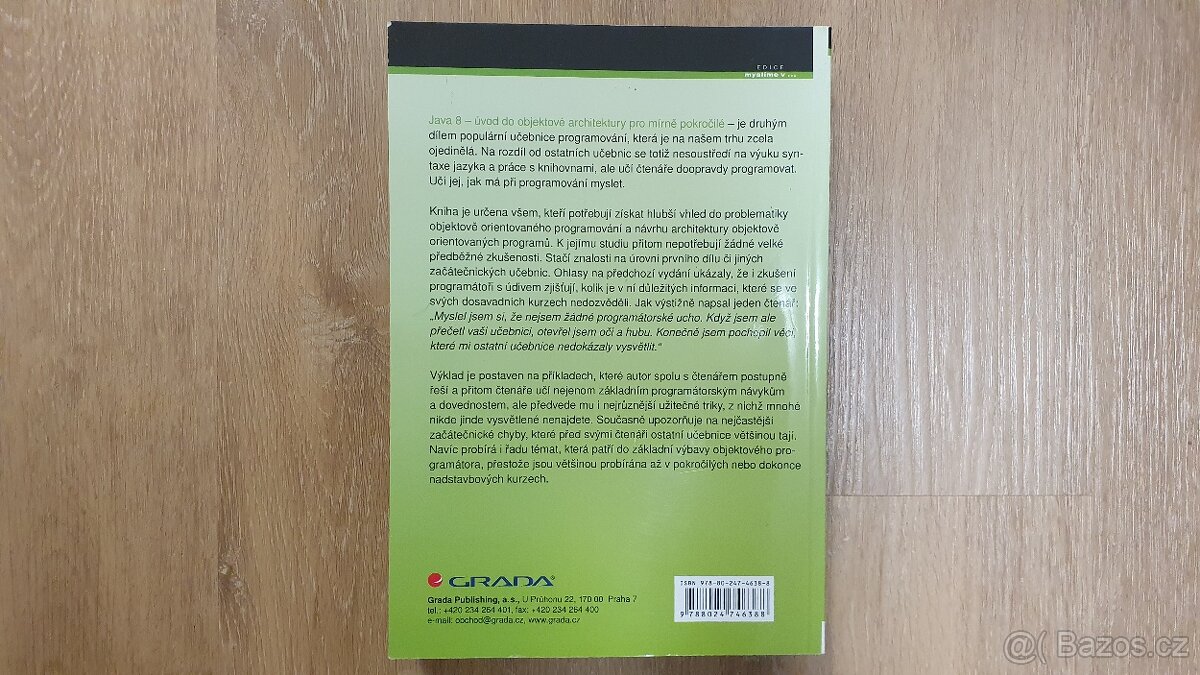 EDICE
myslíme v ...
Java 8 – úvod do objektové architektury pro mírně pokročilé – je druhým
dílem populární učebnice programování, která je na našem trhu zcela
ojedinělá. Na rozdíl od ostatních učebnic se totiž nesoustředí na výuku syn-
taxe jazyka a práce s knihovnami, ale učí čtenáře doopravdy programovat.
Učí jej, jak má při programování myslet.
Kniha je určena všem, kteří potřebují získat hlubší vhled do problematiky
objektově orientovaného programování a návrhu architektury objektově
orientovaných programů. K jejímu studiu přitom nepotřebují žádné velké
předběžné zkušenosti. Stačí znalosti na úrovni prvního dílu či jiných
začátečnických učebnic. Ohlasy na předchozí vydání ukázaly, že i zkušení
programátoři s údivem zjišťují, kolik je v ní důležitých informací, které se ve
svých dosavadních kurzech nedozvěděli. Jak výstižně napsal jeden čtenář:
„Myslel jsem si, že nejsem žádné programátorské ucho. Když jsem ale
přečetl vaši učebnici, otevřel jsem oči a hubu. Konečně jsem pochopil věci,
které mi ostatní učebnice nedokázaly vysvětlit.“
Výklad je postaven na příkladech, které autor spolu s čtenářem postupně
řeší a přitom čtenáře učí nejenom základním programátorským návykům
a dovednostem, ale předvede mu i nejrůznější užitečné triky, z nichž mnohé
nikde jinde vysvětlené nenajdete. Současně upozorňuje na nejčastější
začátečnické chyby, které před svými čtenáři ostatní učebnice většinou tají.
Navíc probírá i řadu témat, která patří do základní výbavy objektového pro-
gramátora, přestože jsou většinou probírána až v pokročilých nebo dokonce
nadstavbových kurzech.
GRADA®
Grada Publishing, a.s., U Průhonu 22, 170 00 Praha 7
tel.: +420 234 264 401, fax: +420 234 264 400
e-mail: obchod@grada.cz, www.grada.cz
ISBN 978-80-247-4638-8
9 788024 746388
@( Bazos.cz